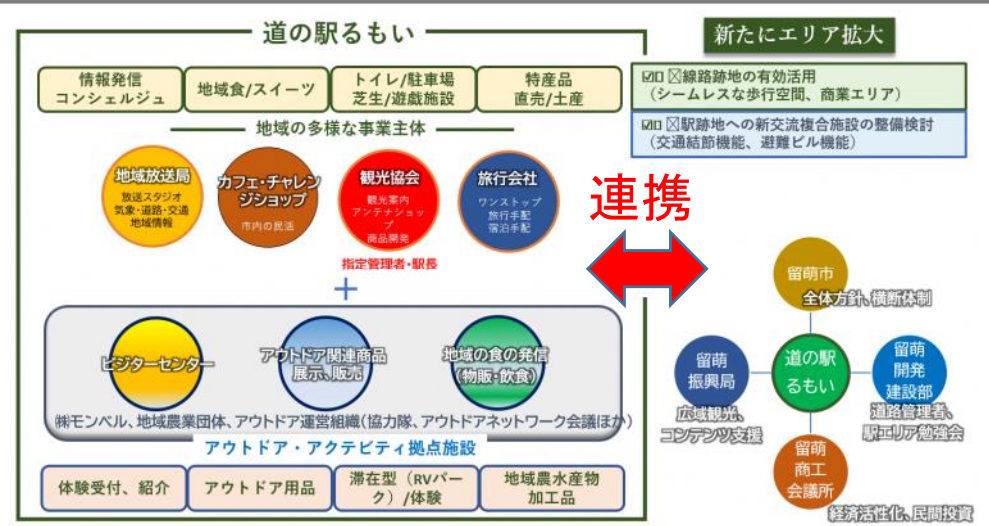 道の駅るもい
新たにエリア拡大
情報発信
コンシェルジュ
地域食/スイーツ
トイレ/駐車場
芝生/遊戯施設
特産品
直売/土産
☑ロ ☒線路跡地の有効活用
(シームレスな歩行空間、商業エリア)
☑ロ ☒駅跡地への新交流複合施設の整備検討
(交通結節機能、避難ビル機能)
地域の多様な事業主体
地域放送局
放送スタジオ
気象・道路・交通
地域情報
カフェ・チャレン
ジショップ
市内の民活
観光協会
観光案内
アンテナショッ
プ
商品開発
旅行会社
ワンストップ
旅行手配
宿泊手配
指定管理者・駅長
+
連携
ビジターセンター
アウトドア関連商品
展示、販売
地域の食の発信
(物販・飲食)
㈱モンベル、地域農業団体、アウトドア運営組織(協力隊、アウトドアネットワーク会議ほか)
アウトドア・アクテビティ拠点施設
体験受付、紹介
アウトドア用品
滞在型(RVパー
ク)/体験
地域農水産物
加工品
留萌市
全体方針、横断体制
留萌
振興局
広域観光、
コンテンツ支援
道の駅
るもい
留萌
開発
建設部
道路管理者、
駅エリア勉強会
留萌
商工
会議所
経済活性化、民間投資